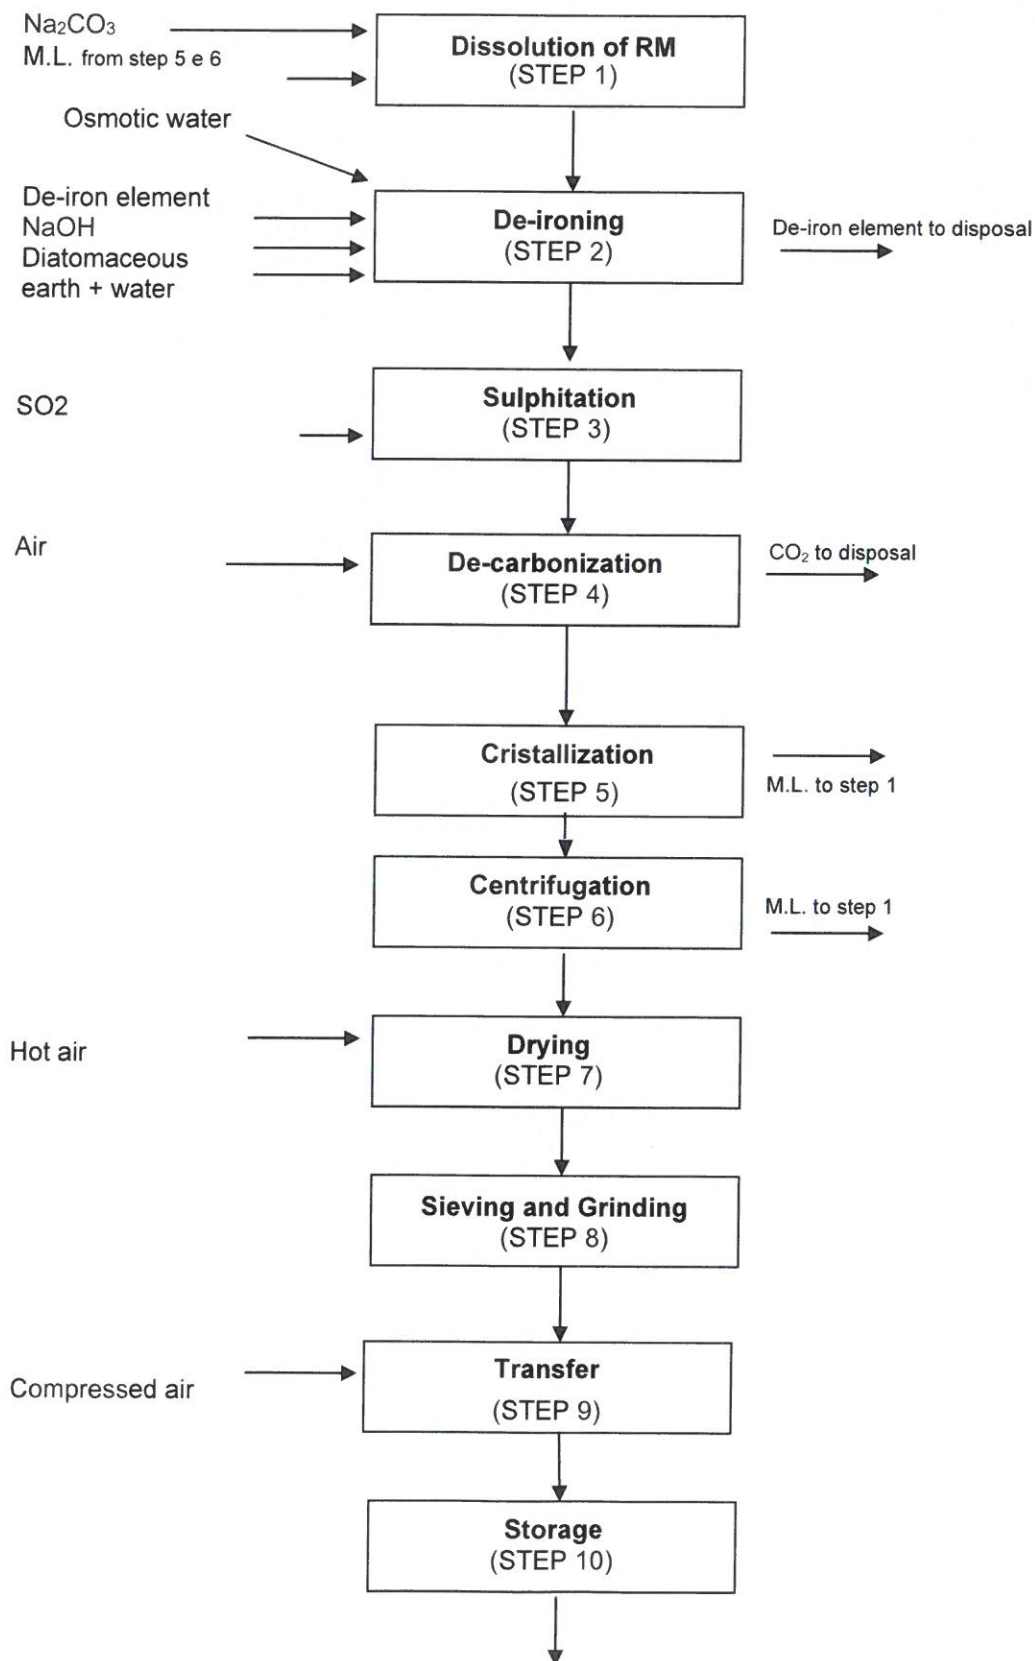 Na₂CO₃
M.L. from step 5 e 6
Dissolution of RM
(STEP 1)
Osmotic water
De-iron element
NaOH
Diatomaceous
earth + water
De-ironing
(STEP 2)
De-iron element to disposal
SO2
Sulphitation
(STEP 3)
Air
De-carbonization
(STEP 4)
CO₂ to disposal
Cristallization
(STEP 5)
M.L. to step 1
Centrifugation
(STEP 6)
M.L. to step 1
Hot air
Drying
(STEP 7)
Sieving and Grinding
(STEP 8)
Compressed air
Transfer
(STEP 9)
Storage
(STEP 10)